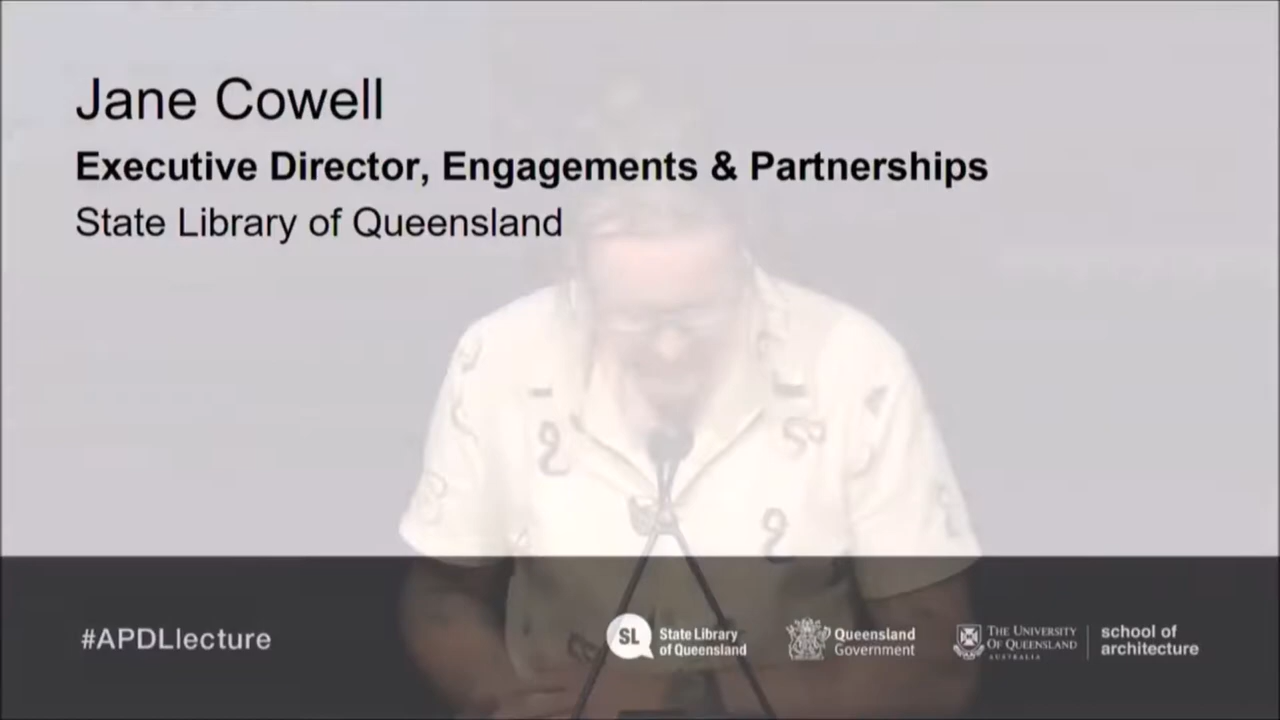 Jane Cowell
Executive Director, Engagements & Partnerships
State Library of Queensland
#APDLlecture
SL
State Library
of Queensland
Queensland
Government
THE UNIVERSITY
OF QUEENSLAND
AUSTRALIA
school of
architecture